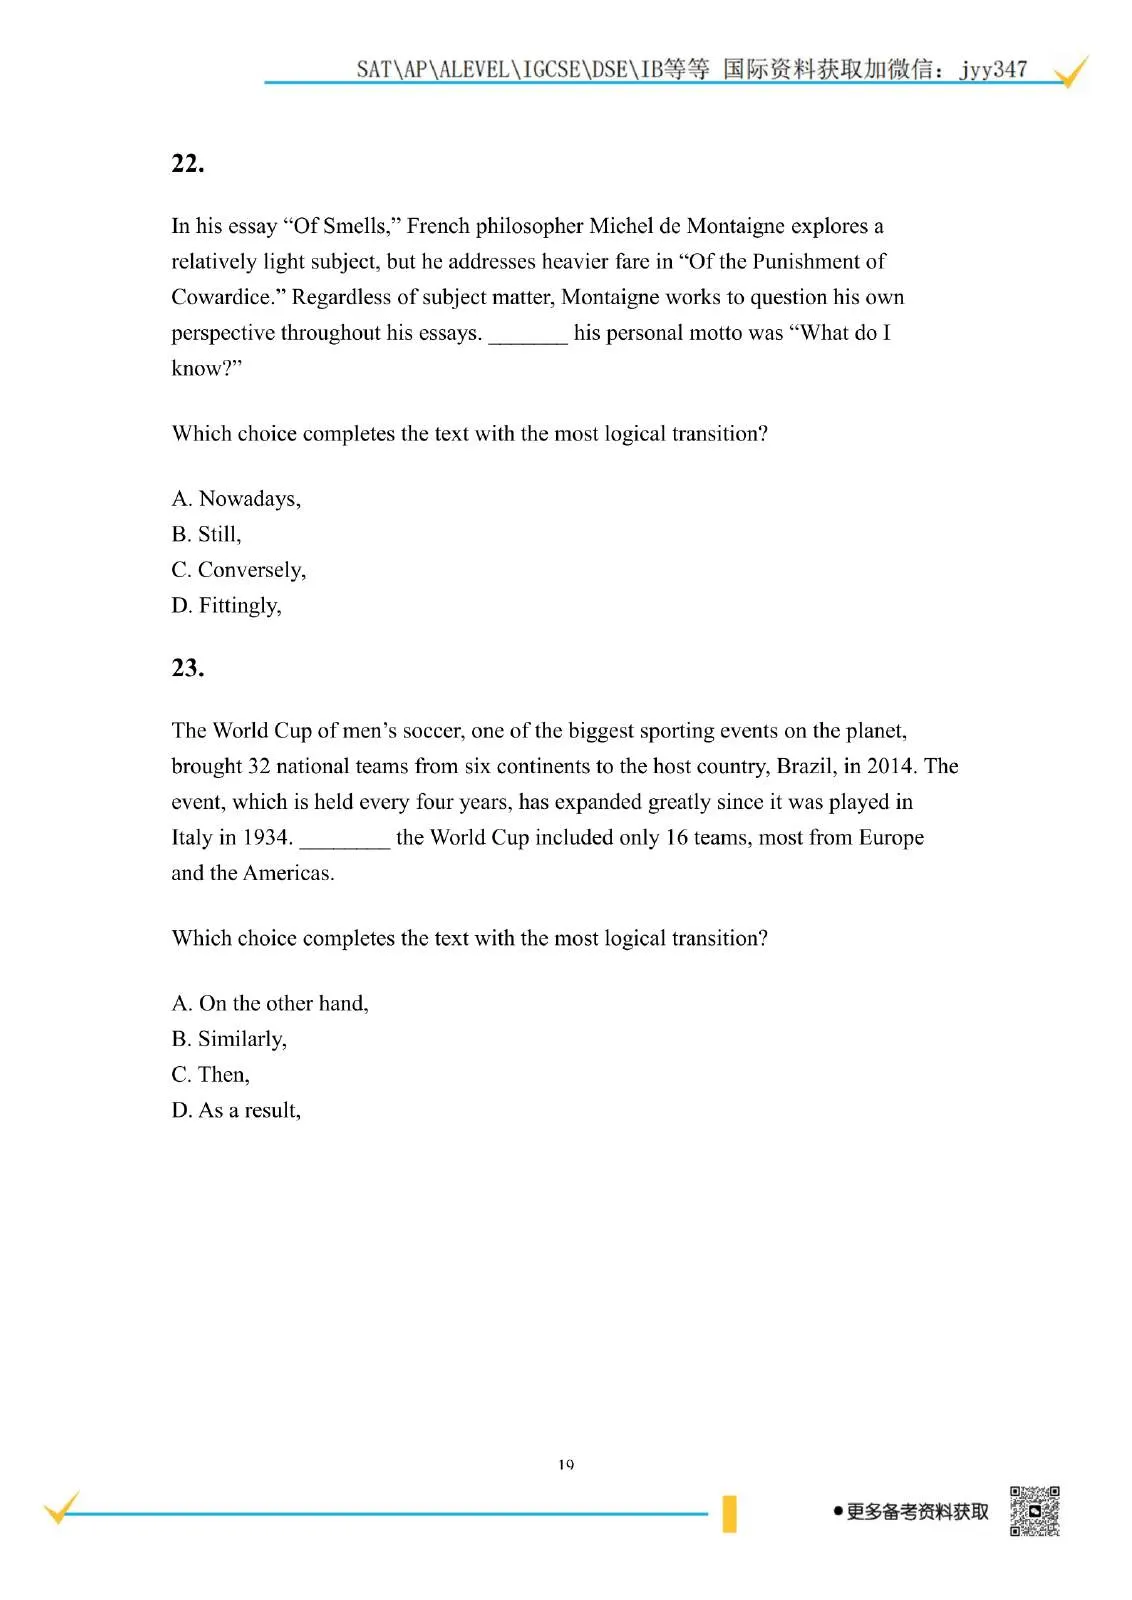 SAT\AP\ALEVEL\IGCSE\DSE\IB等等 国际资料获取加微信：jyy347
22.
In his essay “Of Smells,” French philosopher Michel de Montaigne explores a
relatively light subject, but he addresses heavier fare in “Of the Punishment of
Cowardice.” Regardless of subject matter, Montaigne works to question his own
perspective throughout his essays. _______ his personal motto was “What do I
know?”
Which choice completes the text with the most logical transition?
A. Nowadays,
B. Still,
C. Conversely,
D. Fittingly,
23.
The World Cup of men’s soccer, one of the biggest sporting events on the planet,
brought 32 national teams from six continents to the host country, Brazil, in 2014. The
event, which is held every four years, has expanded greatly since it was played in
Italy in 1934. ________ the World Cup included only 16 teams, most from Europe
and the Americas.
Which choice completes the text with the most logical transition?
A. On the other hand,
B. Similarly,
C. Then,
D. As a result,
19
●更多备考资料获取